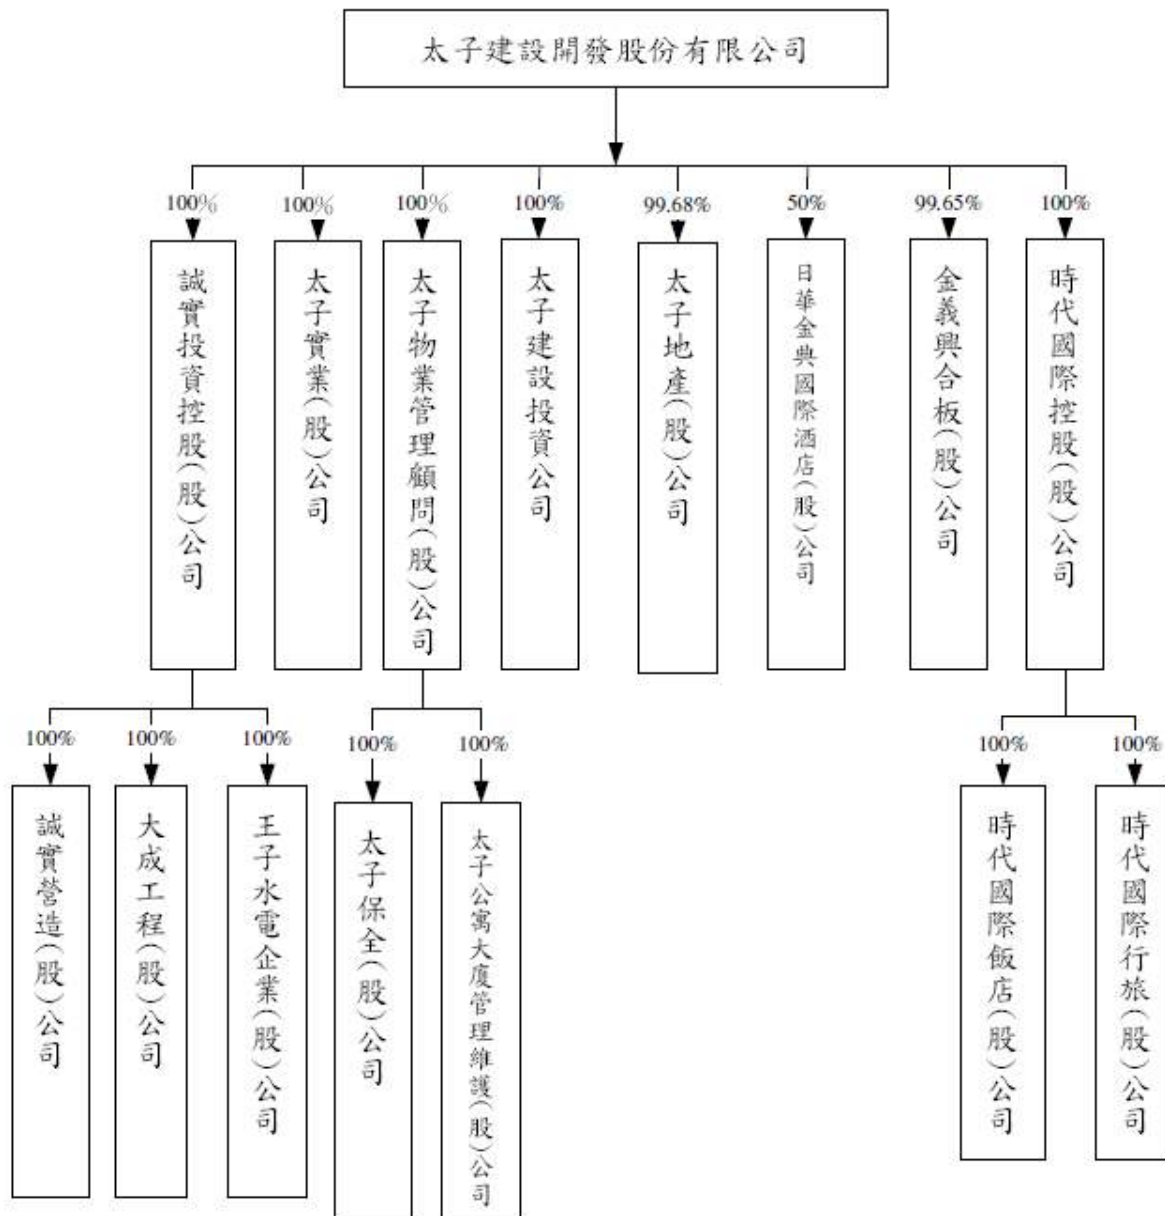 太子建設開發股份有限公司
100%
100%
100%
100%
99.68%
50%
99.65%
100%
誠實投資控股(股)公司
太子實業(股)公司
太子物業管理顧問(股)公司
太子建設投資公司
太子地產(股)公司
日華金典國際酒店(股)公司
金義興合板(股)公司
時代國際控股(股)公司
100%
100%
100%
100%
100%
100%
100%
誠實營造(股)公司
大成工程(股)公司
王子水電企業(股)公司
太子保全(股)公司
太子公寓大廈管理維護(股)公司
時代國際飯店(股)公司
時代國際行旅(股)公司